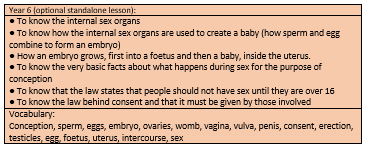 Year 6 (optional standalone lesson):
● To know the internal sex organs
● To know how the internal sex organs are used to create a baby (how sperm and egg
combine to form an embryo)
● How an embryo grows, first into a foetus and then a baby, inside the uterus.
● To know the very basic facts about what happens during sex for the purpose of
conception
● To know that the law states that people should not have sex until they are over 16
● To know the law behind consent and that it must be given by those involved
Vocabulary:
Conception, sperm, eggs, embryo, ovaries, womb, vagina, vulva, penis, consent, erection,
testicles, egg, foetus, uterus, intercourse, sex